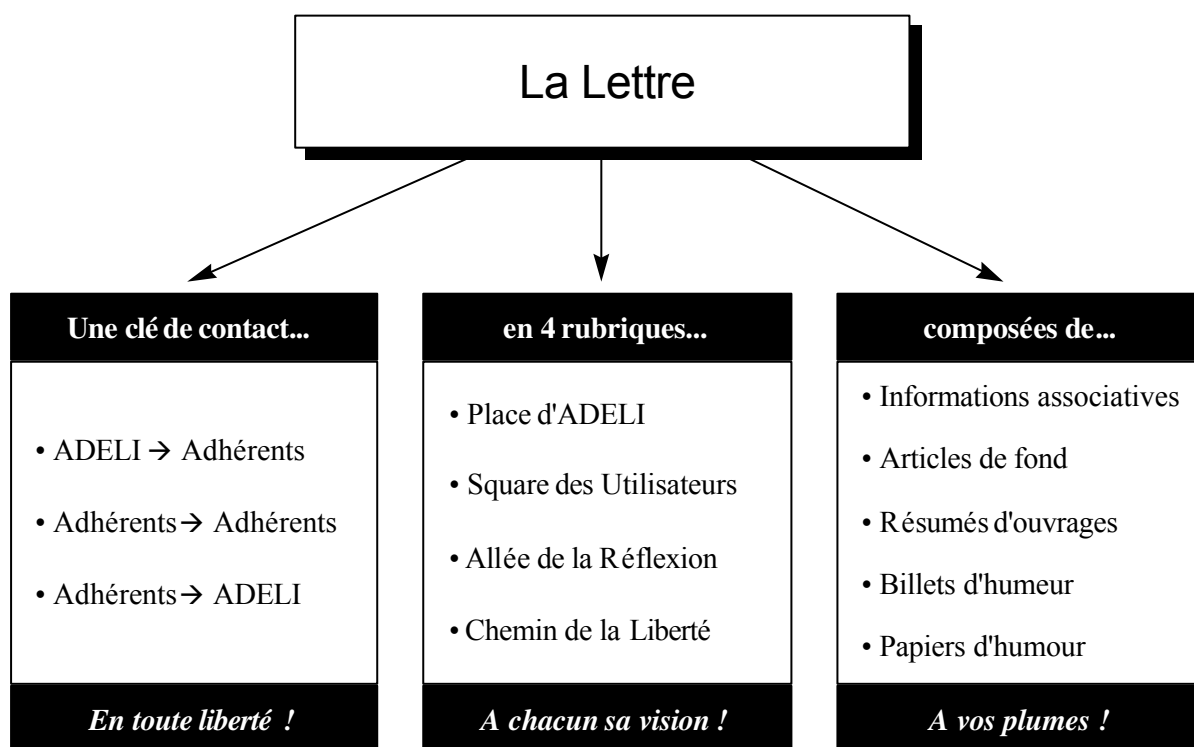 La Lettre
Une clé de contact...
• ADELI → Adhérents
• Adhérents → Adhérents
• Adhérents → ADELI
En toute liberté !
en 4 rubriques...
• Place d'ADELI
• Square des Utilisateurs
• Allée de la Réflexion
• Chemin de la Liberté
A chacun sa vision !
composées de...
• Informations associatives
• Articles de fond
• Résumés d'ouvrages
• Billets d'humeur
• Papiers d'humour
A vos plumes !